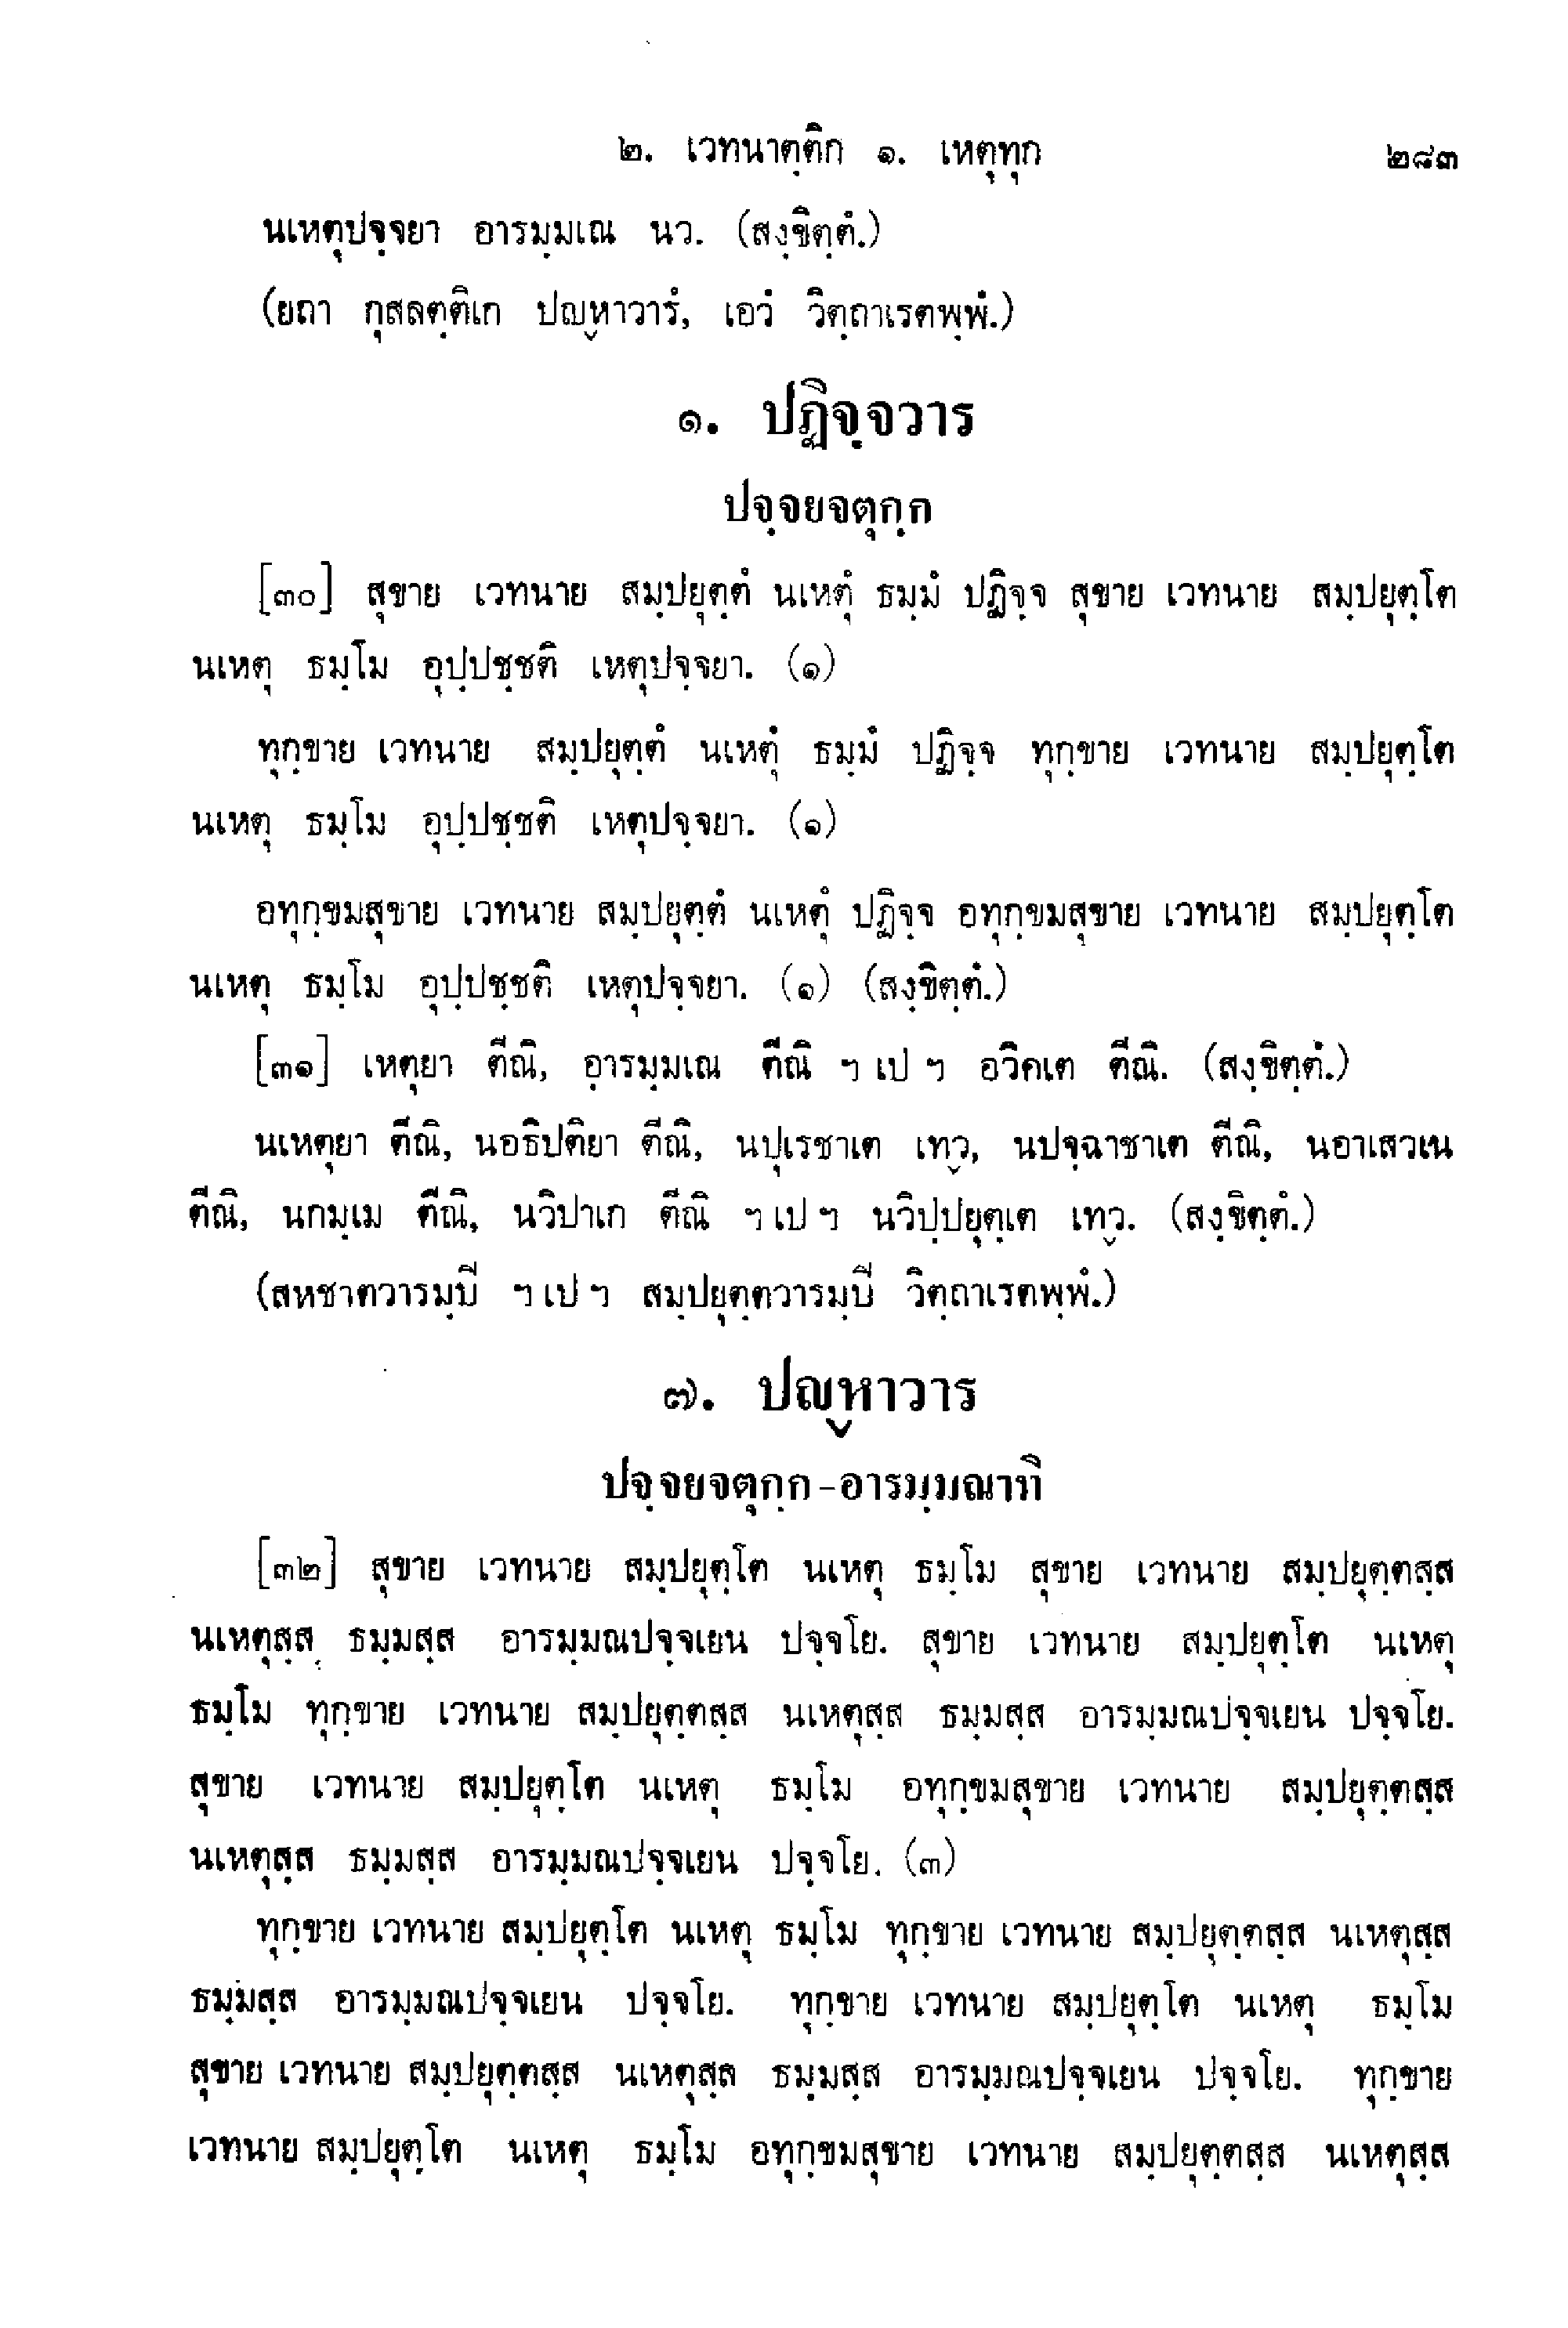 ๒. เวทนาตฺติก ๑. เหตุทุก ๒๘๓
นเหตุปจฺจยา อารมฺมเณ นว. (สงฺขิตฺตํ.)
(ยถา กุสลตฺติเก ปญฺหาวารํ, เอวํ วิตฺถาเรตพฺพํ.)
๑. ปฏิจฺจวาร
ปจฺจยจตุกฺก
[๓๐] สุขาย เวทนาย สมฺปยุตฺตํ นเหตุํ ธมฺมํ ปฏิจฺจ สุขาย เวทนาย สมฺปยุตฺโต
นเหตุ ธมฺโม อุปฺปชฺชติ เหตุปจฺจยา. (๑)
ทุกฺขาย เวทนาย สมฺปยุตฺตํ นเหตุํ ธมฺมํ ปฏิจฺจ ทุกฺขาย เวทนาย สมฺปยุตฺโต
นเหตุ ธมฺโม อุปฺปชฺชติ เหตุปจฺจยา. (๑)
อทุกฺขมสุขาย เวทนาย สมฺปยุตฺตํ นเหตุํ ปฏิจฺจ อทุกฺขมสุขาย เวทนาย สมฺปยุตฺโต
นเหตุ ธมฺโม อุปฺปชฺชติ เหตุปจฺจยา. (๑) (สงฺขิตฺตํ.)
[๓๑] เหตุยา ตีณิ, อฺารมฺมเณ ตีณิ ฯ เป ฯ อวิคเต ตีณิ. (สงฺขิตฺตํ.)
นเหตุยา ตีณิ, นอธิปติยา ตีณิ, นปุเรชาเต เทฺว, นปจฺฉาชาเต ตีณิ, นอาเสวเน
ตีณิ, นกมฺเม ตีณิ, นวิปาเก ตีณิ ฯ เป ฯ นวิปฺปยุตฺเต เทฺว. (สงฺขิตฺตํ.)
(สหชาตวารมฺปิ ฯ เป ฯ สมฺปยุตฺตวารมฺปิ วิตฺถาเรตพฺพํ.)
๗. ปญฺหาวาร
ปจฺจยจตุกฺก-อารมฺมณาทิ
[๓๒] สุขาย เวทนาย สมฺปยุตฺโต นเหตุ ธมฺโม สุขาย เวทนาย สมฺปยุตฺตสฺส
นเหตุสฺส ธมฺมสฺส อารมฺมณปจฺจเยน ปจฺจโย. สุขาย เวทนาย สมฺปยุตฺโต นเหตุ
ธมฺโม ทุกฺขาย เวทนาย สมฺปยุตฺตสฺส นเหตุสฺส ธมฺมสฺส อารมฺมณปจฺจเยน ปจฺจโย.
สุขาย เวทนาย สมฺปยุตฺโต นเหตุ ธมฺโม อทุกฺขมสุขาย เวทนาย สมฺปยุตฺตสฺส
นเหตุสฺส ธมฺมสฺส อารมฺมณปจฺจเยน ปจฺจโย. (๓)
ทุกฺขาย เวทนาย สมฺปยุตฺโต นเหตุ ธมฺโม ทุกฺขาย เวทนาย สมฺปยุตฺตสฺส นเหตุสฺส
ธมฺมสฺส อารมฺมณปจฺจเยน ปจฺจโย. ทุกฺขาย เวทนาย สมฺปยุตฺโต นเหตุ ธมฺโม
สุขาย เวทนาย สมฺปยุตฺตสฺส นเหตุสฺส ธมฺมสฺส อารมฺมณปจฺจเยน ปจฺจโย. ทุกฺขาย
เวทนาย สมฺปยุตฺโต นเหตุ ธมฺโม อทุกฺขมสุขาย เวทนาย สมฺปยุตฺตสฺส นเหตุสฺส